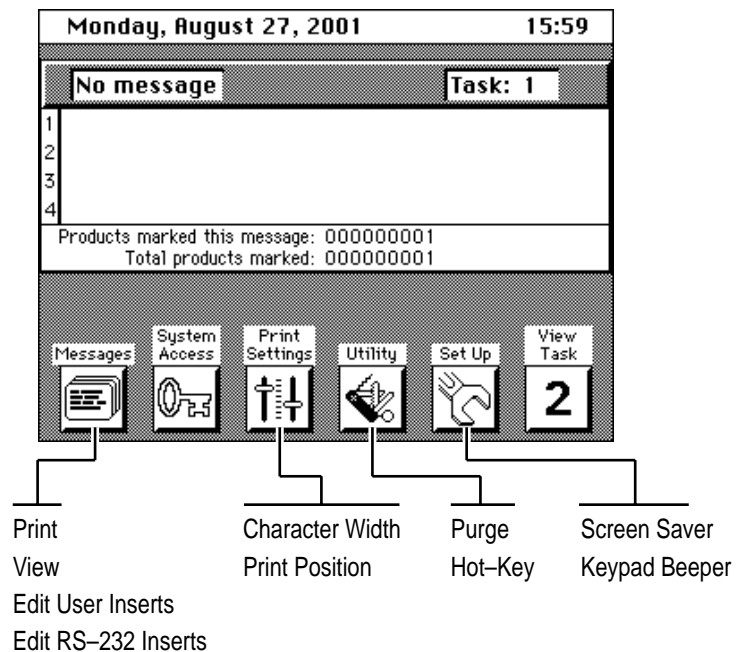 Monday, August 27, 2001 15:59
No message Task: 1
1
2
3
4
Products marked this message: 000000001
Total products marked: 000000001
Messages
System
Access
Print
Settings
Utility
Set Up
View
Task
2
Print
View
Edit User Inserts
Edit RS–232 Inserts
Character Width
Print Position
Purge
Hot–Key
Screen Saver
Keypad Beeper